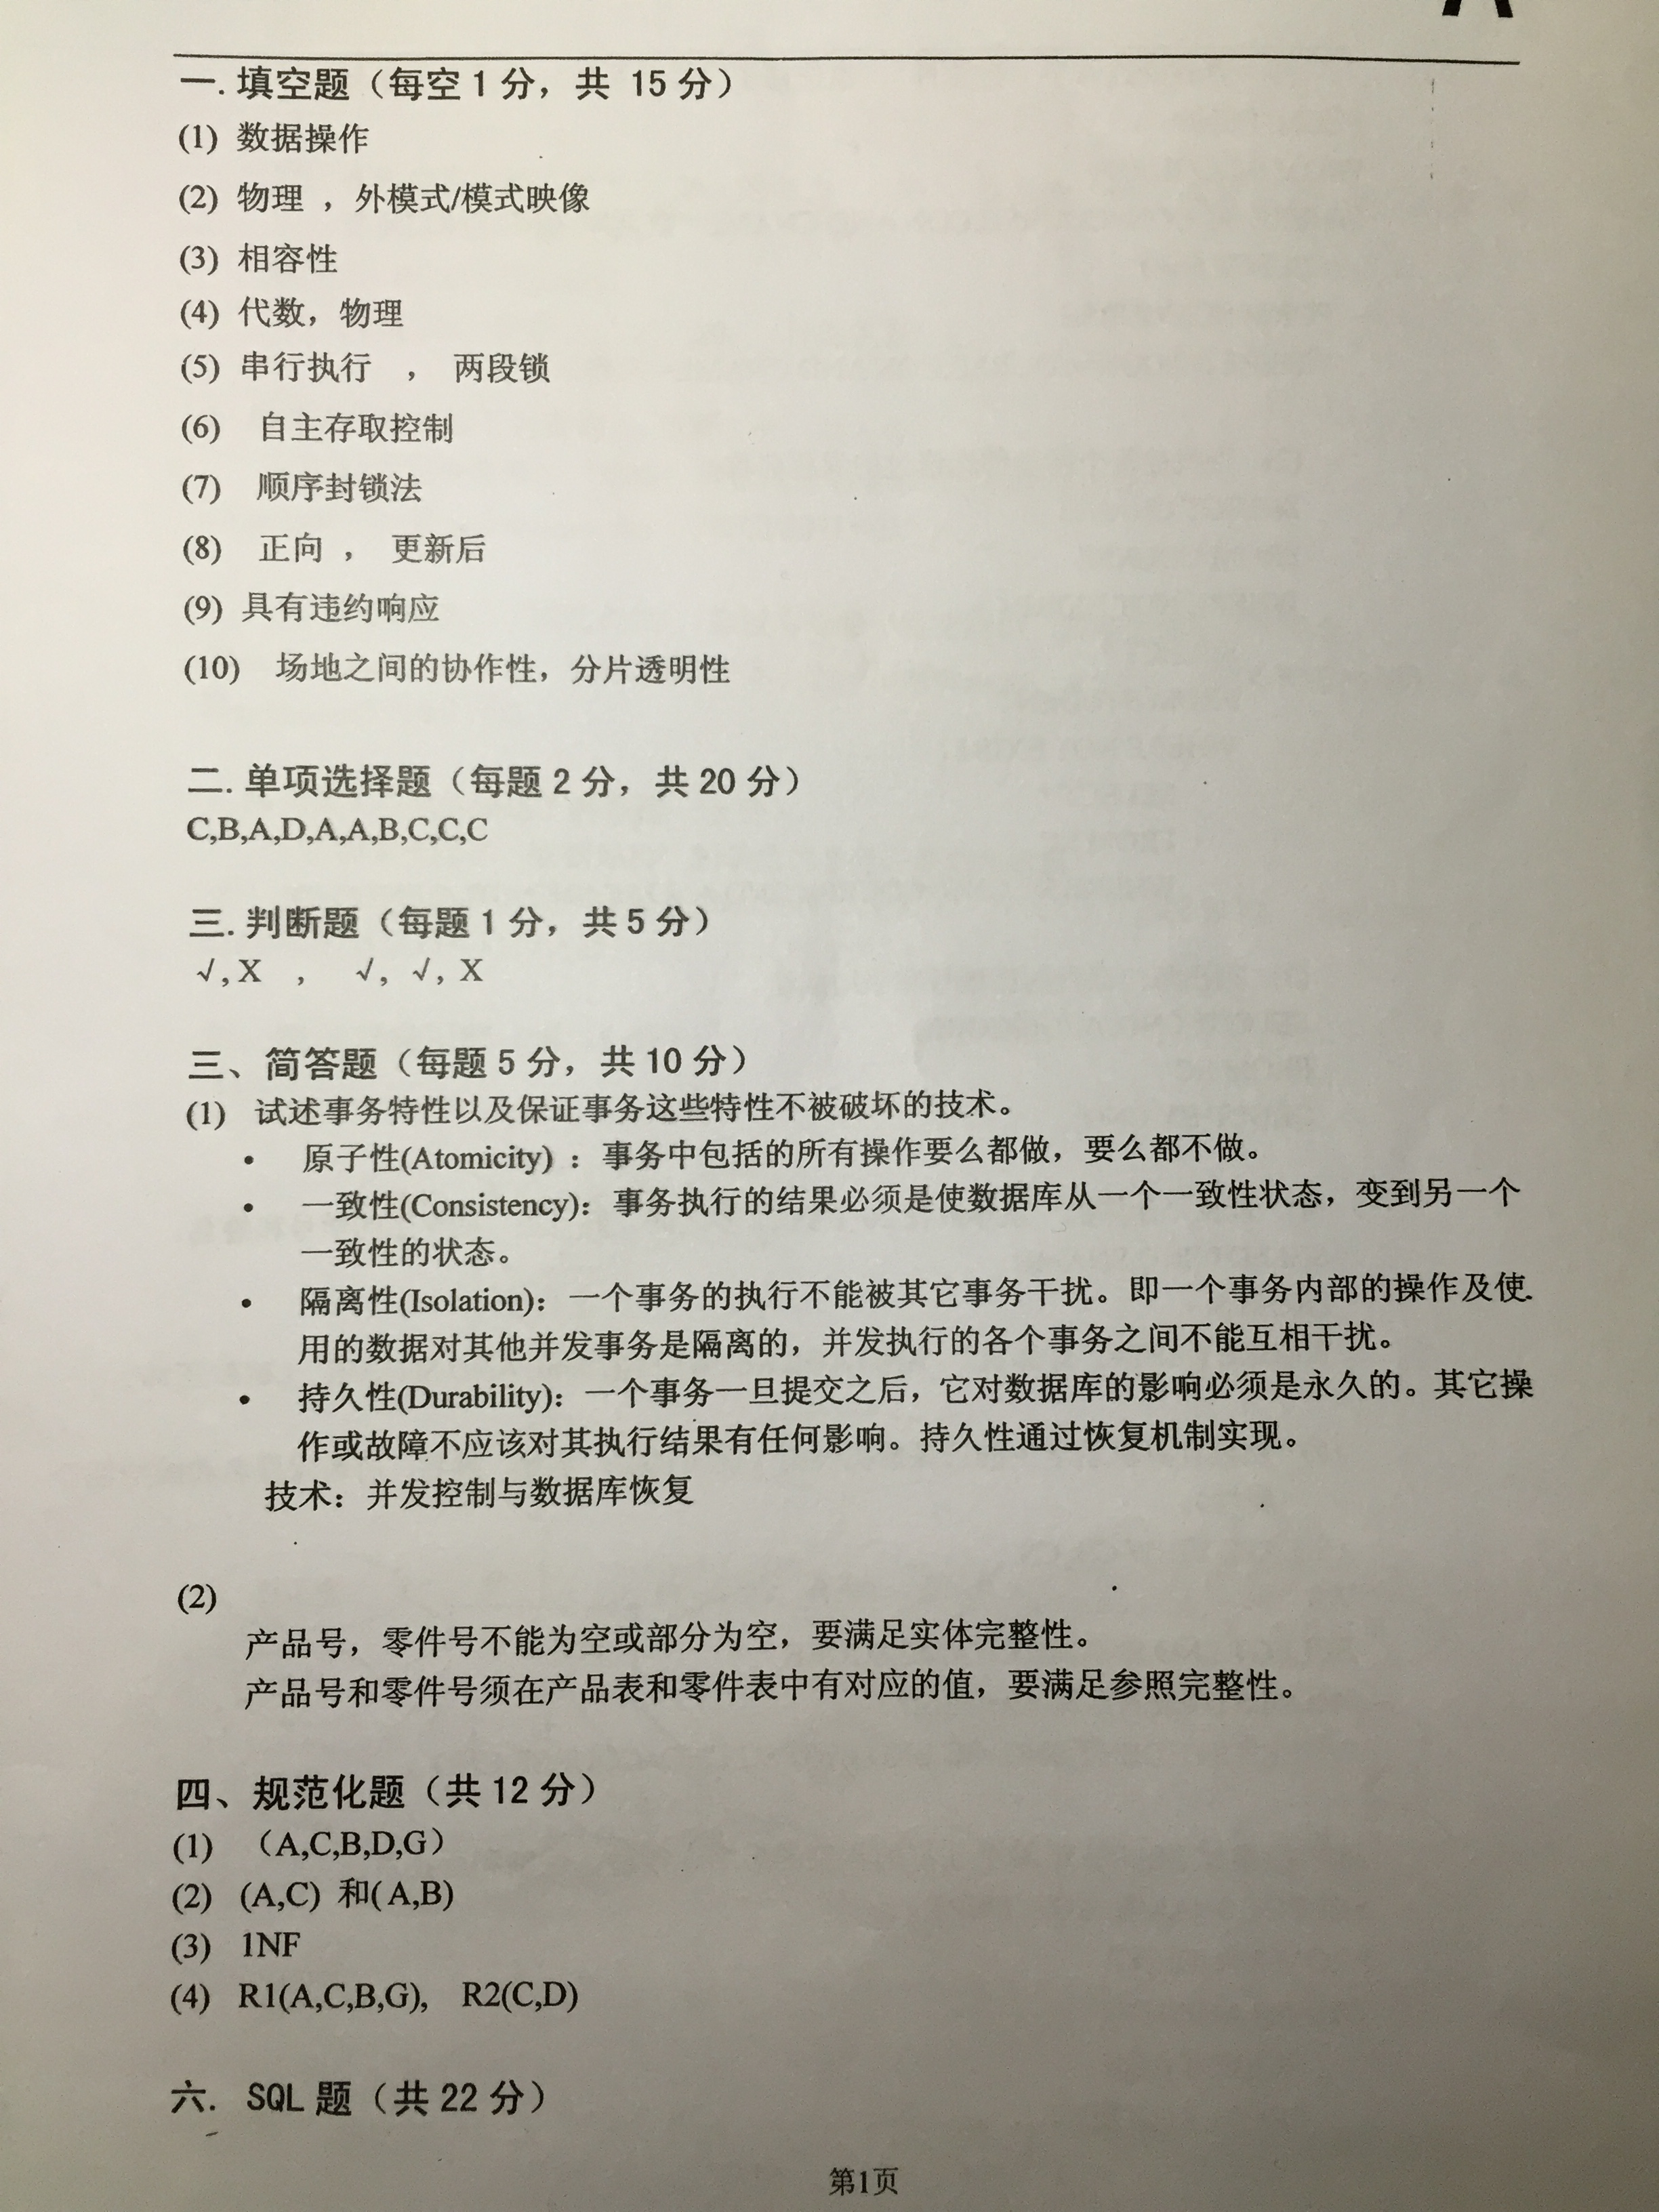 一. 填空题（每空1分，共 15分）
(1) 数据操作
(2) 物理 ，外模式/模式映像
(3) 相容性
(4) 代数，物理
(5) 串行执行 ， 两段锁
(6) 自主存取控制
(7) 顺序封锁法
(8) 正向 ， 更新后
(9) 具有违约响应
(10) 场地之间的协作性，分片透明性
二. 单项选择题（每题2分，共20分）
C,B,A,D,A,A,B,C,C,C
三. 判断题（每题1分，共5分）
√,X ， √, √, X
三、简答题（每题5分，共10分）
(1) 试述事务特性以及保证事务这些特性不被破坏的技术。
• 原子性(Atomicity) ：事务中包括的所有操作要么都做，要么都不做。
• 一致性(Consistency)：事务执行的结果必须是使数据库从一个一致性状态，变到另一个
一致性的状态。
• 隔离性(Isolation)：一个事务的执行不能被其它事务干扰。即一个事务内部的操作及使
用的数据对其他并发事务是隔离的，并发执行的各个事务之间不能互相干扰。
• 持久性(Durability)：一个事务一旦提交之后，它对数据库的影响必须是永久的。其它操
作或故障不应该对其执行结果有任何影响。持久性通过恢复机制实现。
技术：并发控制与数据库恢复
(2)
产品号，零件号不能为空或部分为空，要满足实体完整性。
产品号和零件号须在产品表和零件表中有对应的值，要满足参照完整性。
四、规范化题（共12分）
(1) （A,C,B,D,G）
(2) (A,C) 和( A,B)
(3) 1NF
(4) R1(A,C,B,G), R2(C,D)
六. SQL 题（共22分）
第1页